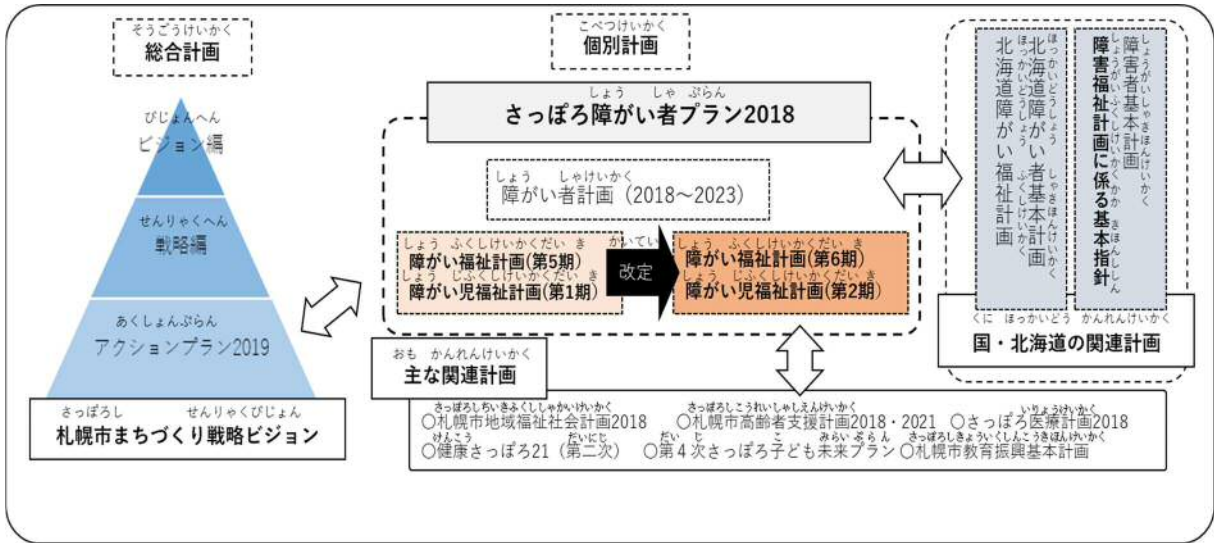 そうごうけいかく
総合計画
びじょんへん
ビジョン編
せんりゃくへん
戦略編
あくしょんぷらん
アクションプラン2019
さっぽろし せんりゃくびじょん
札幌市まちづくり戦略ビジョン
こべつけいかく
個別計画
しょう しゃ ぷらん
さっぽろ障がい者プラン2018
しょう しゃけいかく
障がい者計画（2018～2023）
しょう ふくしけいかくだい き
障がい福祉計画(第5期)
しょう じふくしけいかくだい き
障がい児福祉計画(第1期)
かいてい
改定
しょう ふくしけいかくだい き
障がい福祉計画(第6期)
しょう じふくしけいかくだい き
障がい児福祉計画(第2期)
おも かんれんけいかく
主な関連計画
さっぽろしちいきふくししゃかいけいかく さっぽろしこうれいしゃしえんけいかく いりょうけいかく
〇札幌市地域福祉社会計画2018 〇札幌市高齢者支援計画2018・2021 〇さっぽろ医療計画2018
けんこう だいにじ だい じ こ みらいぷらん さっぽろしきょういくしんこうきほんけいかく
〇健康さっぽろ21（第二次） 〇第４次さっぽろ子ども未来プラン 〇札幌市教育振興基本計画
しょうがいしゃきほんけいかく
障害者基本計画
しょうがいふくしけいかくかか きほんししん
障害福祉計画に係る基本指針
ほっかいどうしょう しゃきほんけいかく
北海道障がい者基本計画
ほっかいどうしょう ふくしけいかく
北海道障がい福祉計画
くに ほっかいどう かんれんけいかく
国・北海道の関連計画